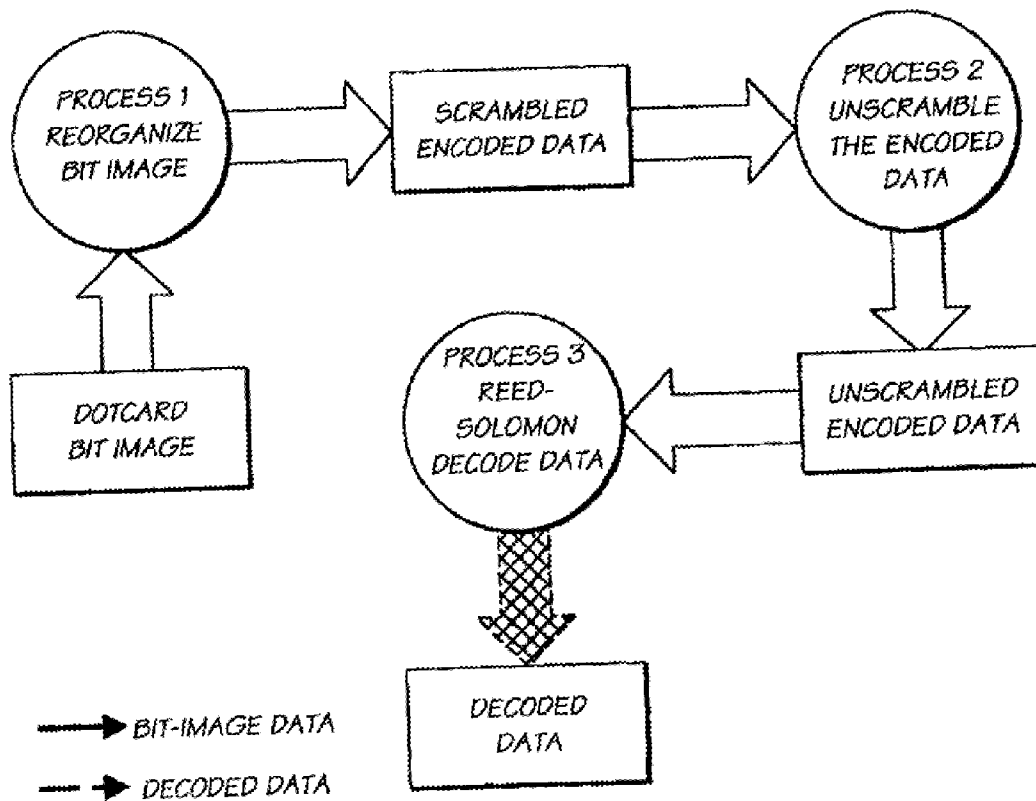 PROCESS 1
REORGANIZE
BIT IMAGE
SCRAMBLED
ENCODED DATA
PROCESS 2
UNSCRAMBLE
THE ENCODED
DATA
DOTCARD
BIT IMAGE
PROCESS 3
REED-
SOLOMON
DECODE DATA
UNSCRAMBLED
ENCODED DATA
DECODED
DATA
BIT-IMAGE DATA
DECODED DATA